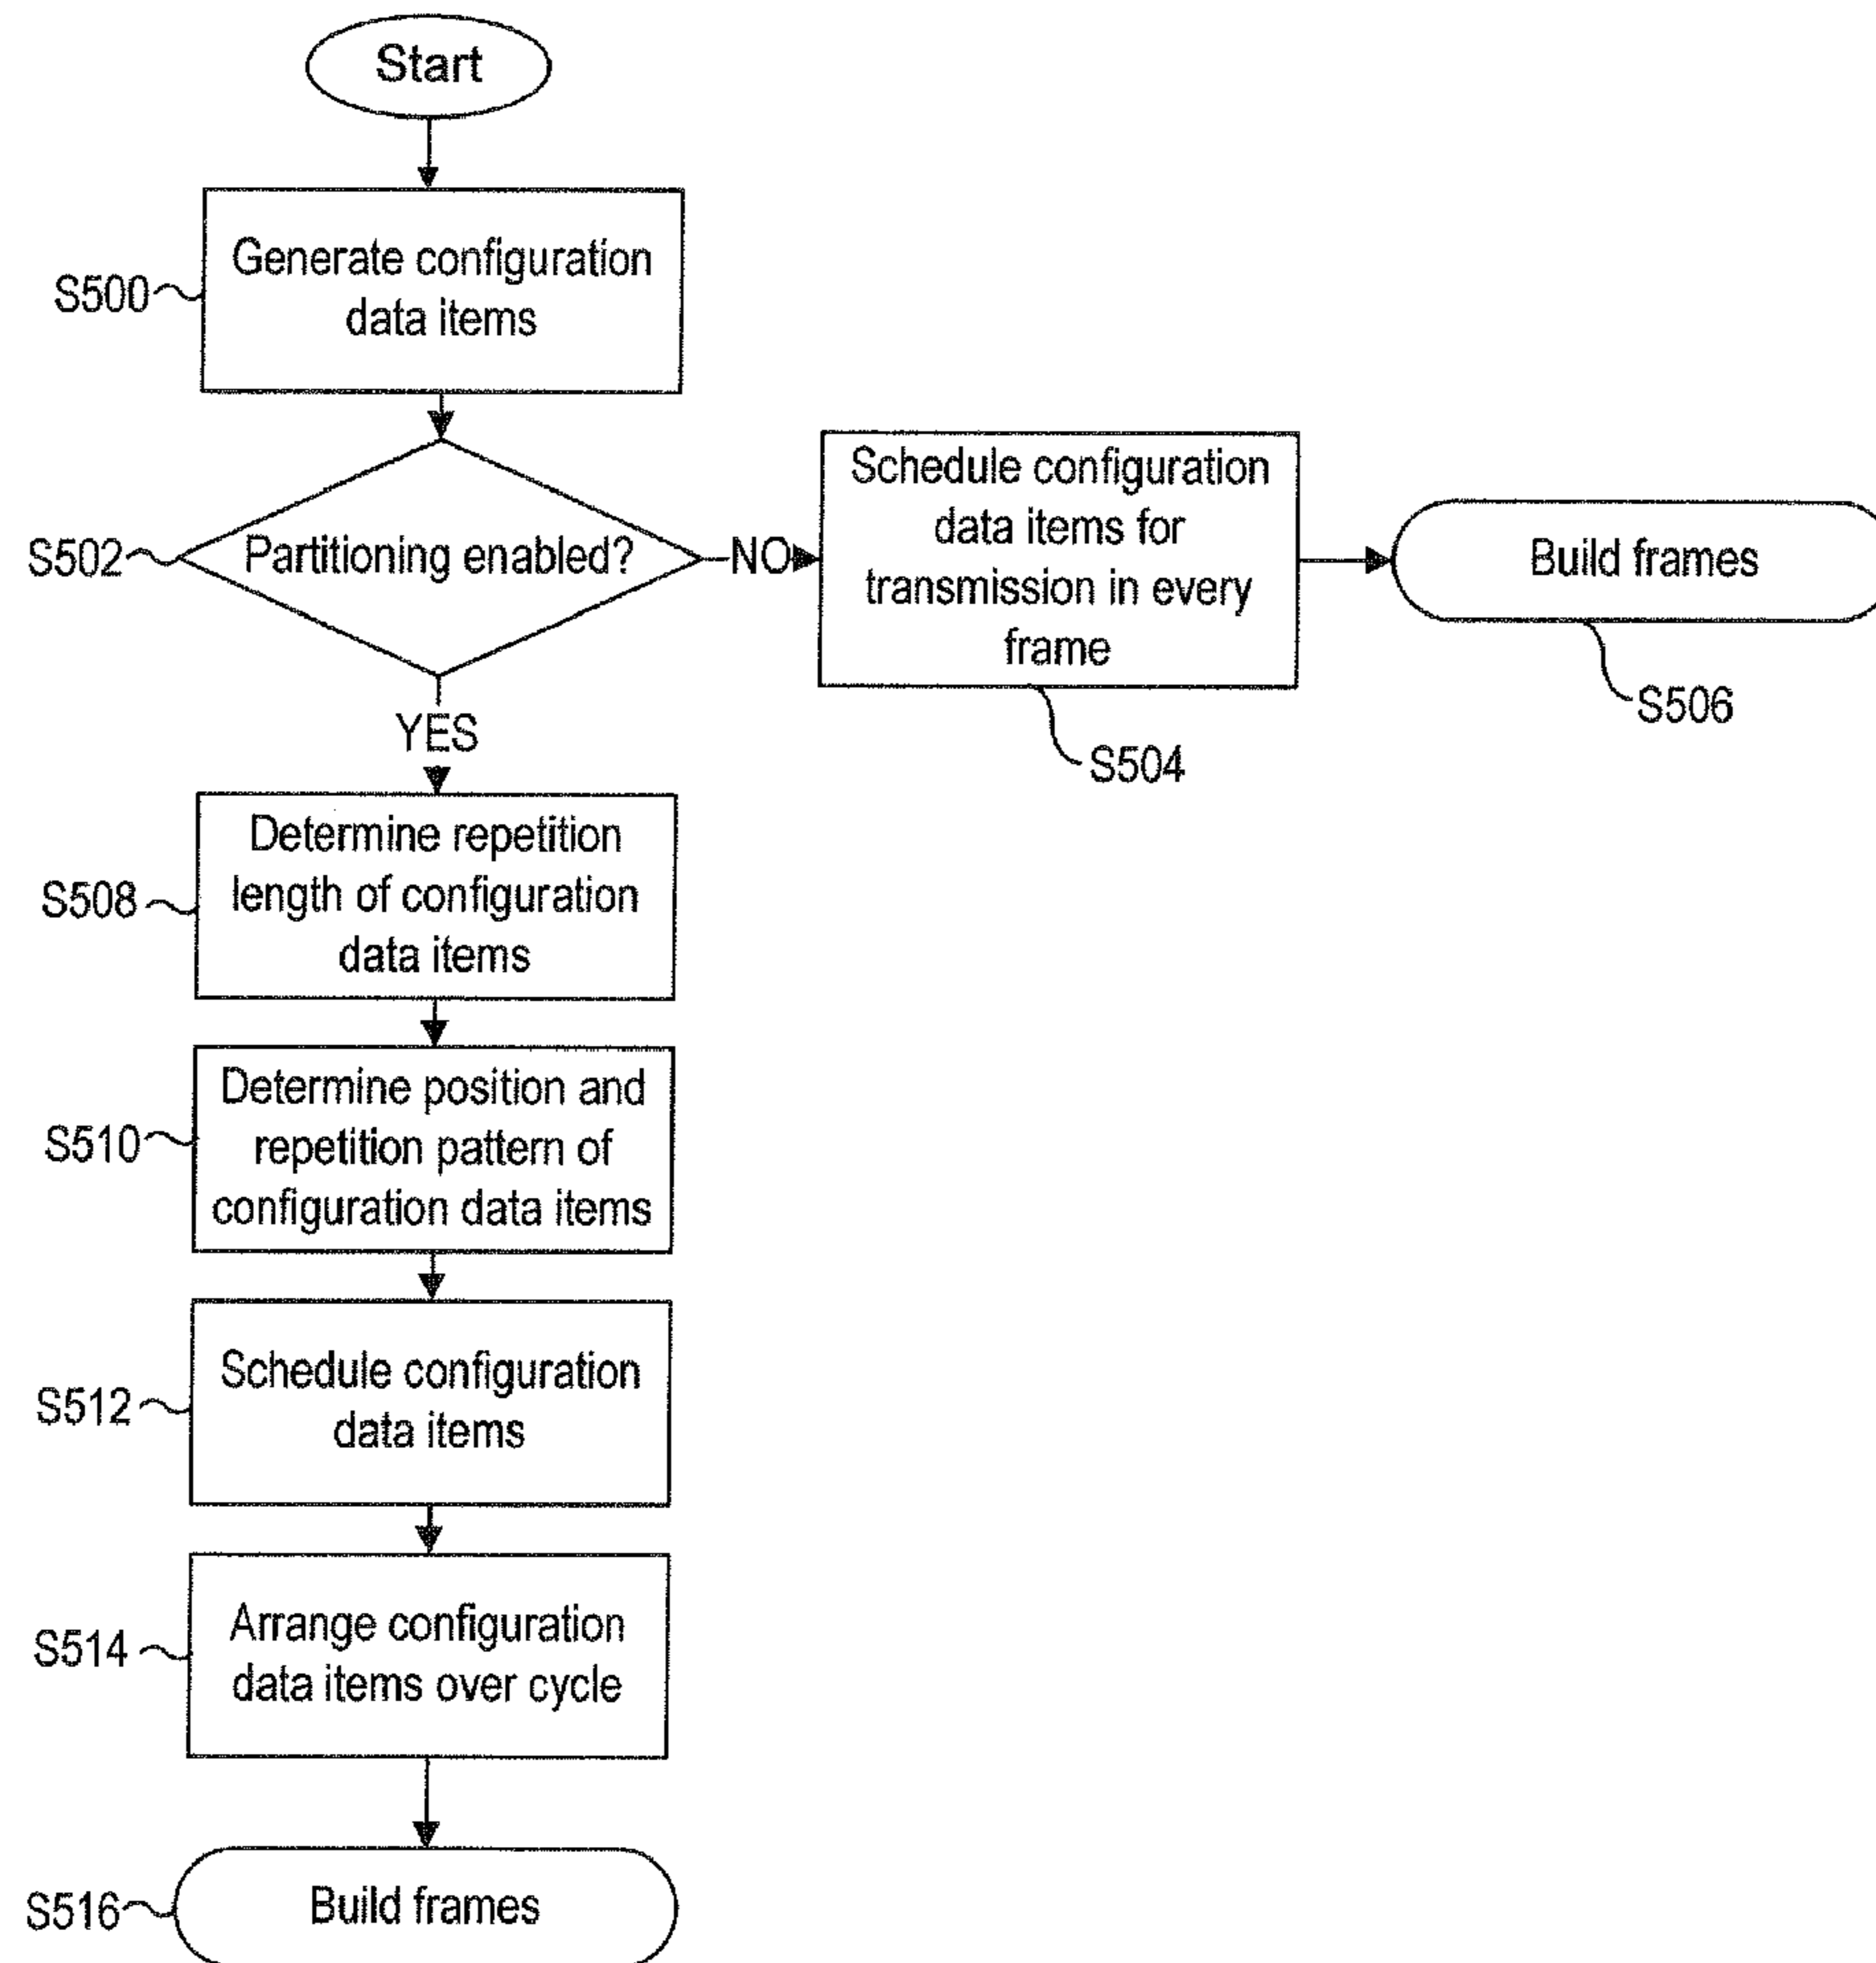 Start
S500
Generate configuration
data items
S502
Partitioning enabled?
NO
Schedule configuration
data items for
transmission in every
frame
S504
Build frames
S506
YES
S508
Determine repetition
length of configuration
data items
S510
Determine position and
repetition pattern of
configuration data items
S512
Schedule configuration
data items
S514
Arrange configuration
data items over cycle
S516
Build frames